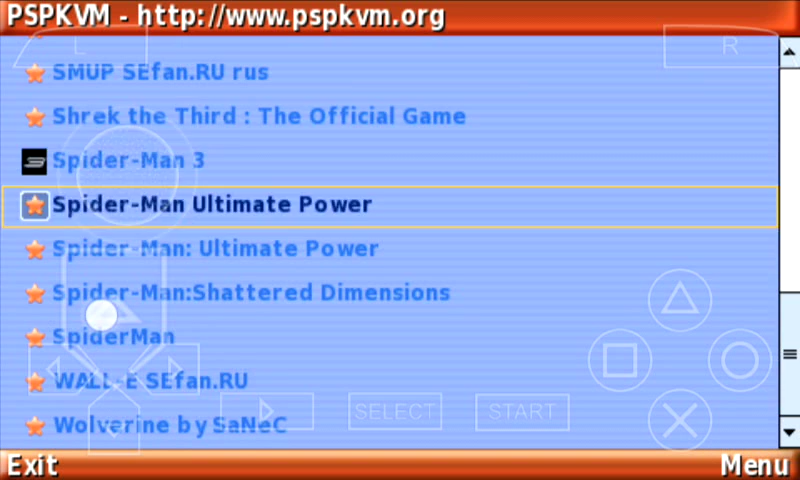 PSPKVM - http://www.pspkvm.org
L
R
SMUP SEfan.RU rus
Shrek the Third : The Official Game
Spider-Man 3
Spider-Man Ultimate Power
Spider-Man: Ultimate Power
Spider-Man:Shattered Dimensions
SpiderMan
WALL-E SEfan.RU
SELECT
START
Wolverine by SaNeC
Exit
Menu